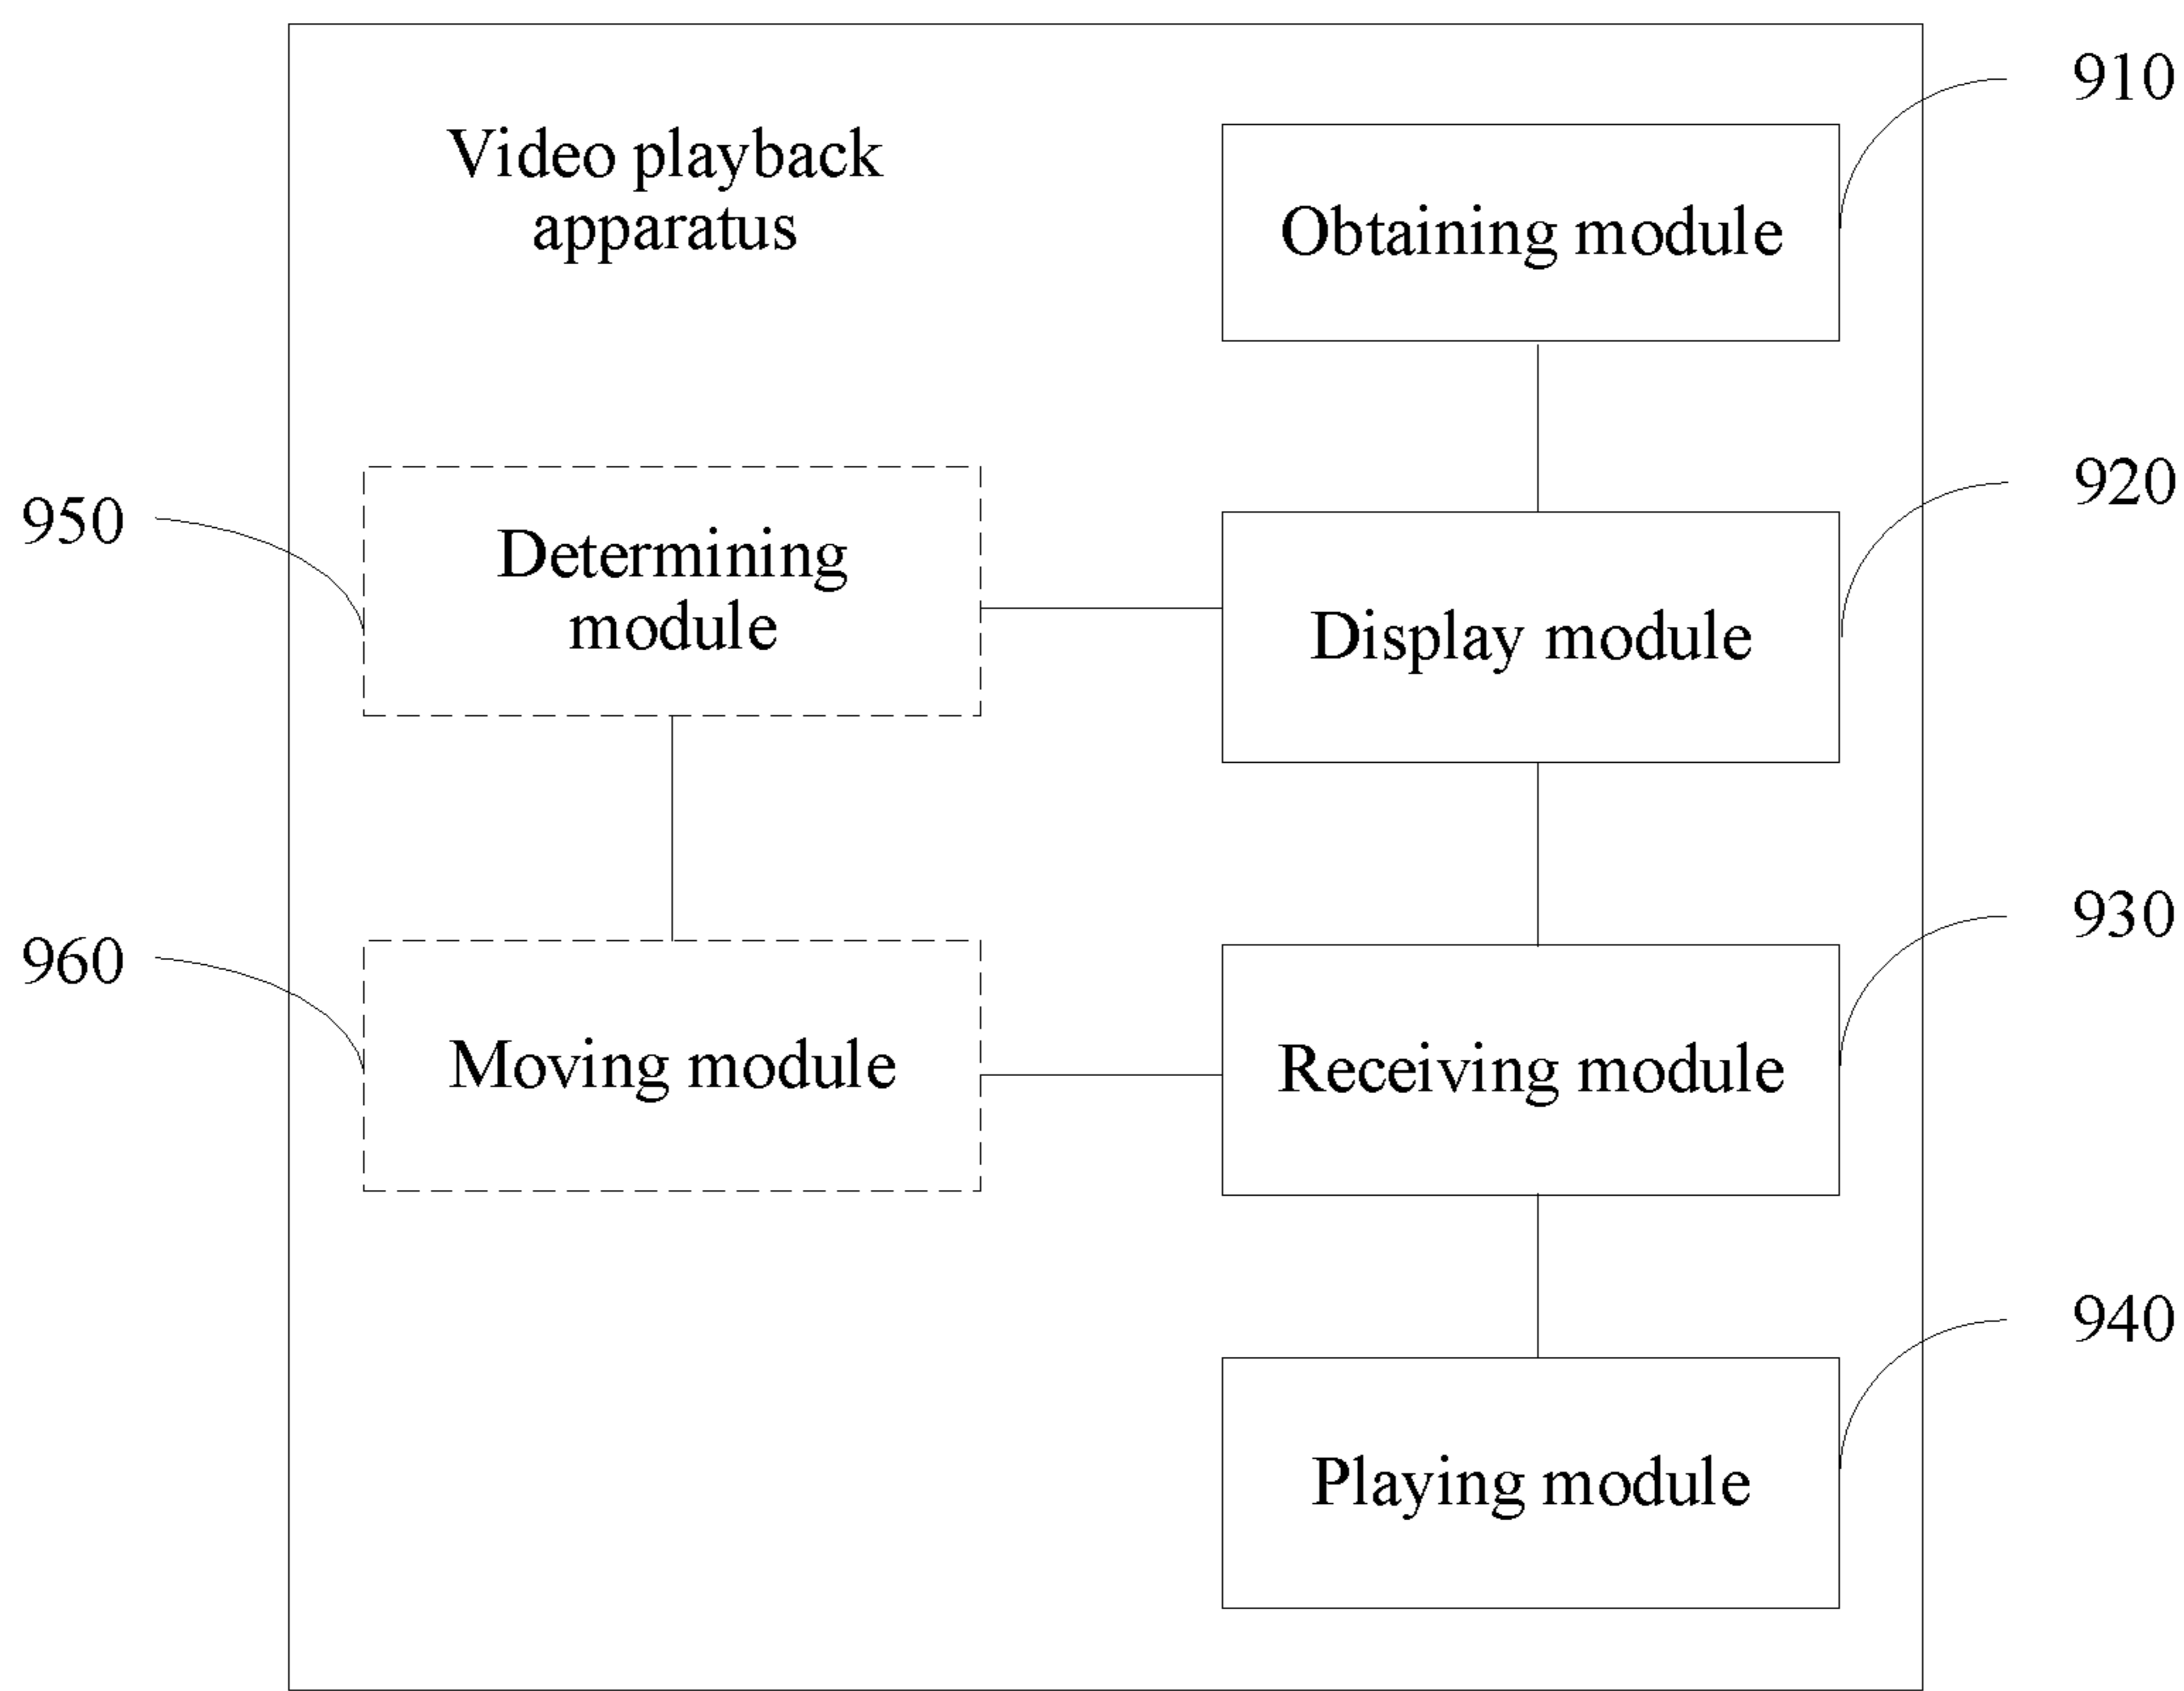 Video playback
apparatus
910
Obtaining module
920
950
Determining
module
Display module
930
960
Moving module
Receiving module
940
Playing module